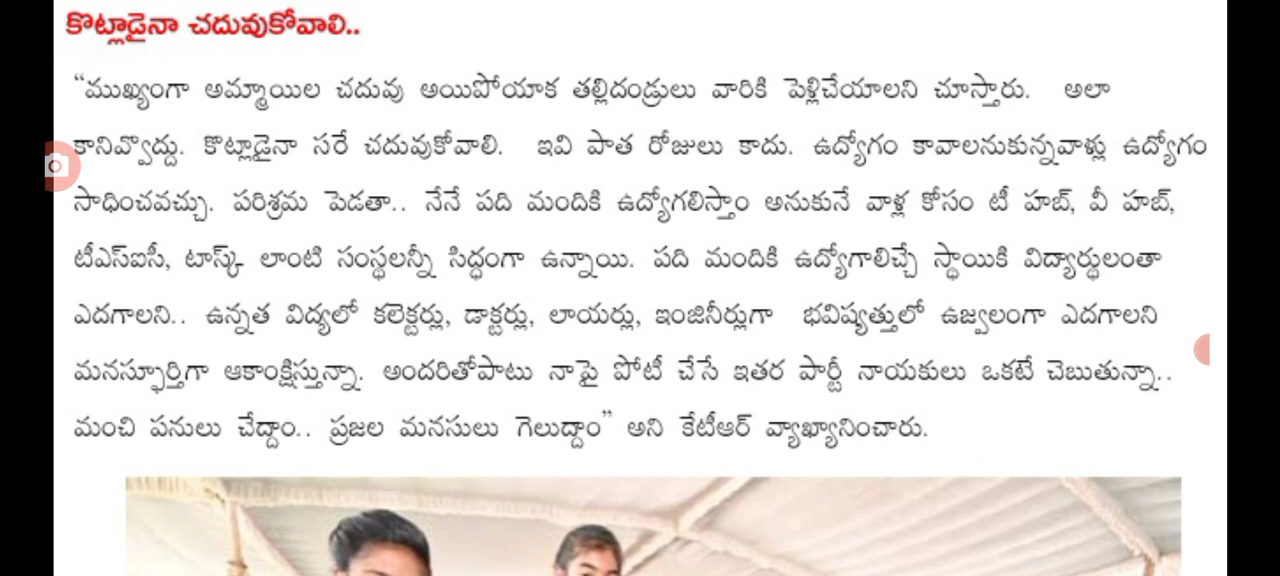 కొట్లాడైనా చదువుకోవాలి..
“ముఖ్యంగా అమ్మాయిల చదువు అయిపోయాక తల్లిదండ్రులు వారికి పెళ్లిచేయాలని చూస్తారు. అలా
కానివ్వొద్దు. కొట్లాడైనా సరే చదువుకోవాలి. ఇవి పాత రోజులు కాదు. ఉద్యోగం కావాలనుకున్నవాళ్లు ఉద్యోగం
సాధించవచ్చు. పరిశ్రమ పెడతా.. నేనే పది మందికి ఉద్యోగలిస్తాం అనుకునే వాళ్ల కోసం టీ హబ్, వీ హబ్,
టీఎస్ఐసీ, టాస్క్ లాంటి సంస్థలన్నీ సిద్ధంగా ఉన్నాయి. పది మందికి ఉద్యోగాలిచ్చే స్థాయికి విద్యార్థులంతా
ఎదగాలని.. ఉన్నత విద్యలో కలెక్టర్లు, డాక్టర్లు, లాయర్లు, ఇంజినీర్లుగా భవిష్యత్తులో ఉజ్వలంగా ఎదగాలని
మనస్ఫూర్తిగా ఆకాంక్షిస్తున్నా. అందరితోపాటు నాపై పోటీ చేసే ఇతర పార్టీ నాయకులు ఒకటే చెబుతున్నా..
మంచి పనులు చేద్దాం.. ప్రజల మనసులు గెలుద్దాం” అని కేటీఆర్ వ్యాఖ్యానించారు.